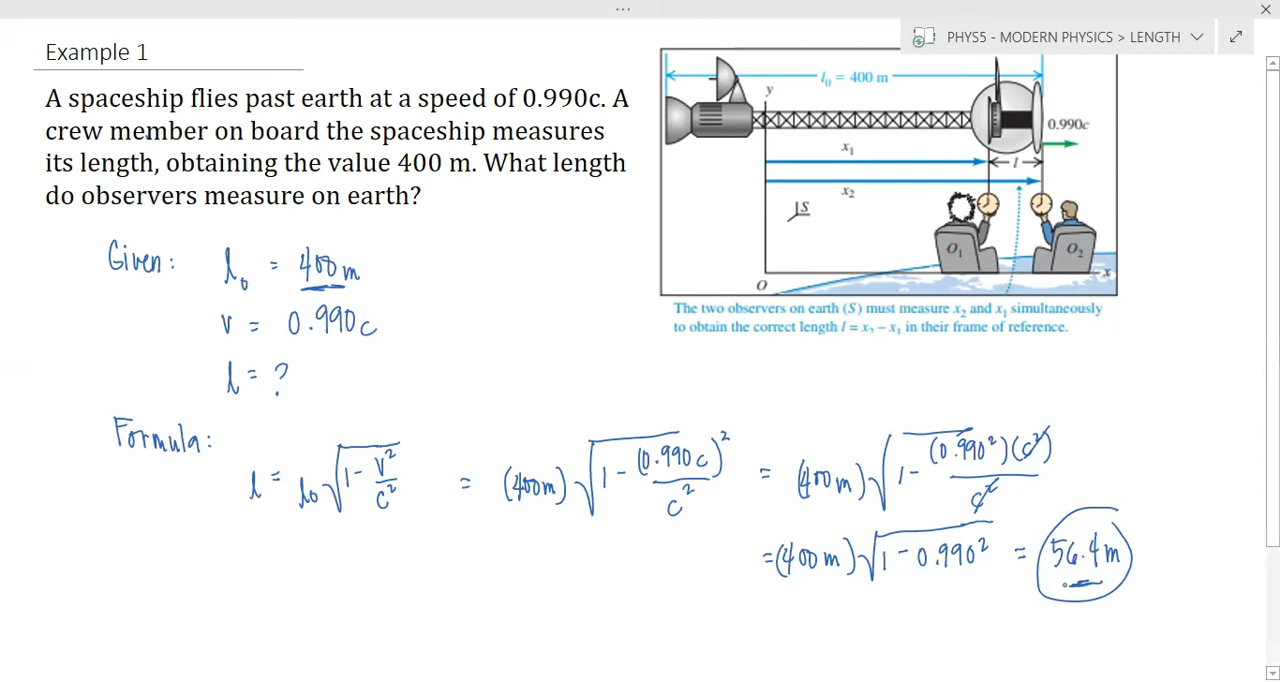 PHYS5 - MODERN PHYSICS > LENGTH
Example 1
A spaceship flies past earth at a speed of 0.990c. A
crew member on board the spaceship measures
its length, obtaining the value 400 m. What length
do observers measure on earth?
l₀ = 400 m
y
0.990c
x₁
l
x₂
S
O₁
O₂
O
x
The two observers on earth (S) must measure x₂ and x₁ simultaneously
to obtain the correct length l = x₂ − x₁ in their frame of reference.
Given: l₀ = 400 m
v = 0.990c
l = ?
Formula:
l = l₀ √(1 - v²/c²) = (400m) √(1 - (0.990c)²/c²) = (400m) √(1 - (0.990²)(c²)/c²)
= (400m) √(1 - 0.990²) = 56.4m